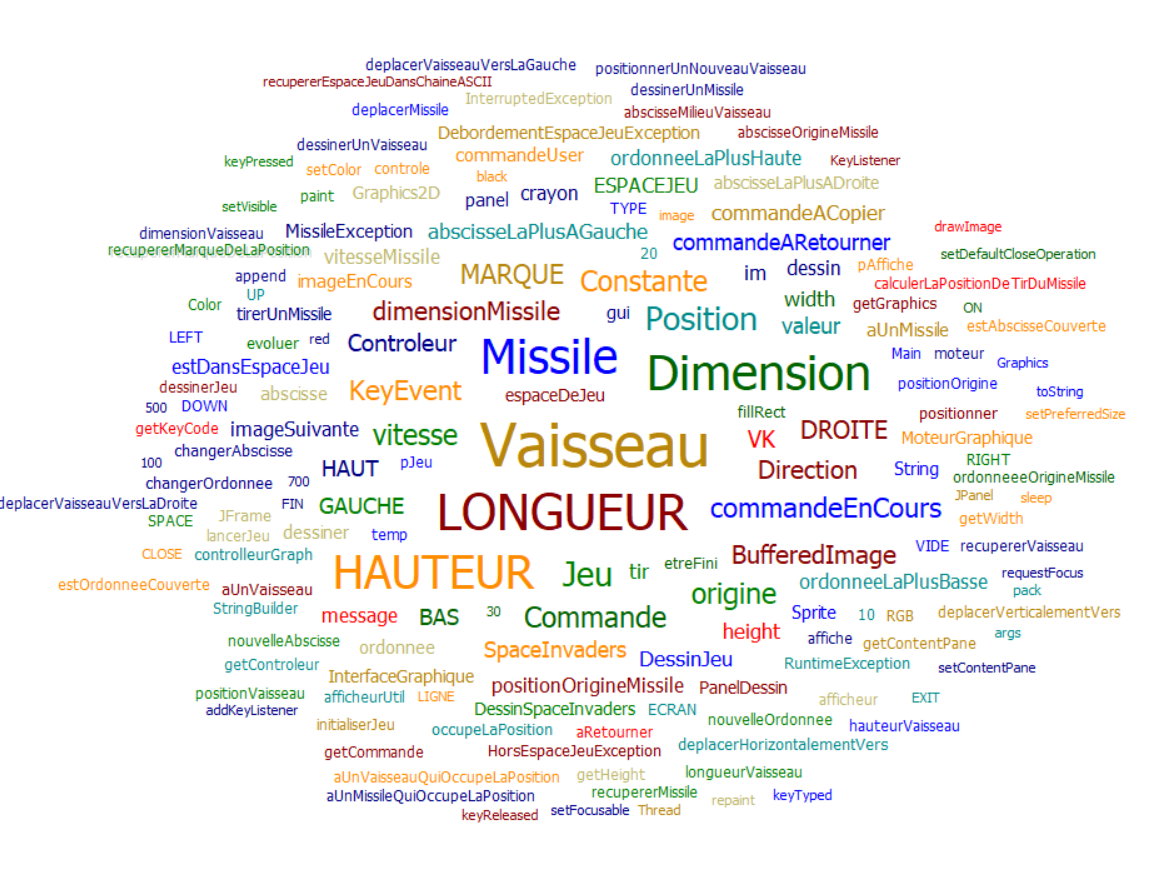 deplacerVaisseauVersLaGauche positionnerUnNouveauVaisseau
recupererEspaceJeuDansChaineASCII
InterruptedException dessinerUnMissile
deplacerMissile abscisseMilieuVaisseau
DebordementEspaceJeuException abscisseOrigineMissile
dessinerUnVaisseau
keyPressed setColor controle commandeUser ordonneeLaPlusHaute KeyListener
black
paint Graphics2D panel crayon ESPACEJEU abscisseLaPlusADroite
setVisible TYPE image commandeACopier
dimensionVaisseau MissileException abscisseLaPlusAGauche drawImage
recupererMarqueDeLaPosition vitesseMissile 20 commandeARetourner setDefaultCloseOperation
append imageEnCours MARQUE Constante im dessin pAffiche
UP calculerLaPositionDeTirDuMissile
Color tirerUnMissile dimensionMissile gui Position width getGraphics ON
valeur aUnMissile estAbscisseCouverte
LEFT evoluer red Controleur Missile Main moteur
estDansEspaceJeu Dimension Graphics
dessinerJeu abscisse KeyEvent espaceDeJeu positionOrigine toString
500 DOWN fillRect positionner setPreferredSize
getKeyCode imageSuivante vitesse Vaisseau VK DROITE MoteurGraphique
changerAbscisse
100 HAUT pJeu Direction String RIGHT
changerOrdonnee 700 ordonneeeOrigineMissile
deplacerVaisseauVersLaDroite FIN GAUCHE LONGUEUR commandeEnCours JPanel sleep
SPACE JFrame getWidth
lancerJeu dessiner temp
CLOSE controlleurGraph BufferedImage VIDE recupererVaisseau
estOrdonneeCouverte aUnVaisseau HAUTEUR Jeu tir etreFini ordonneeLaPlusBasse requestFocus
pack
StringBuilder message BAS 30 Commande origine Sprite 10 RGB deplacerVerticalementVers
nouvelleAbscisse ordonnee height affiche getContentPane args
getControleur SpaceInvaders DessinJeu RuntimeException setContentPane
InterfaceGraphique positionOrigineMissile PanelDessin
positionVaisseau afficheurUtil LIGNE afficheur EXIT
addKeyListener DessinSpaceInvaders ECRAN
initialiserJeu occupeLaPosition aRetourner nouvelleOrdonnee hauteurVaisseau
getCommande HorsEspaceJeuException deplacerHorizontalementVers
aUnVaisseauQuiOccupeLaPosition getHeight longueurVaisseau
aUnMissileQuiOccupeLaPosition recupererMissile repaint keyTyped
keyReleased setFocusable Thread